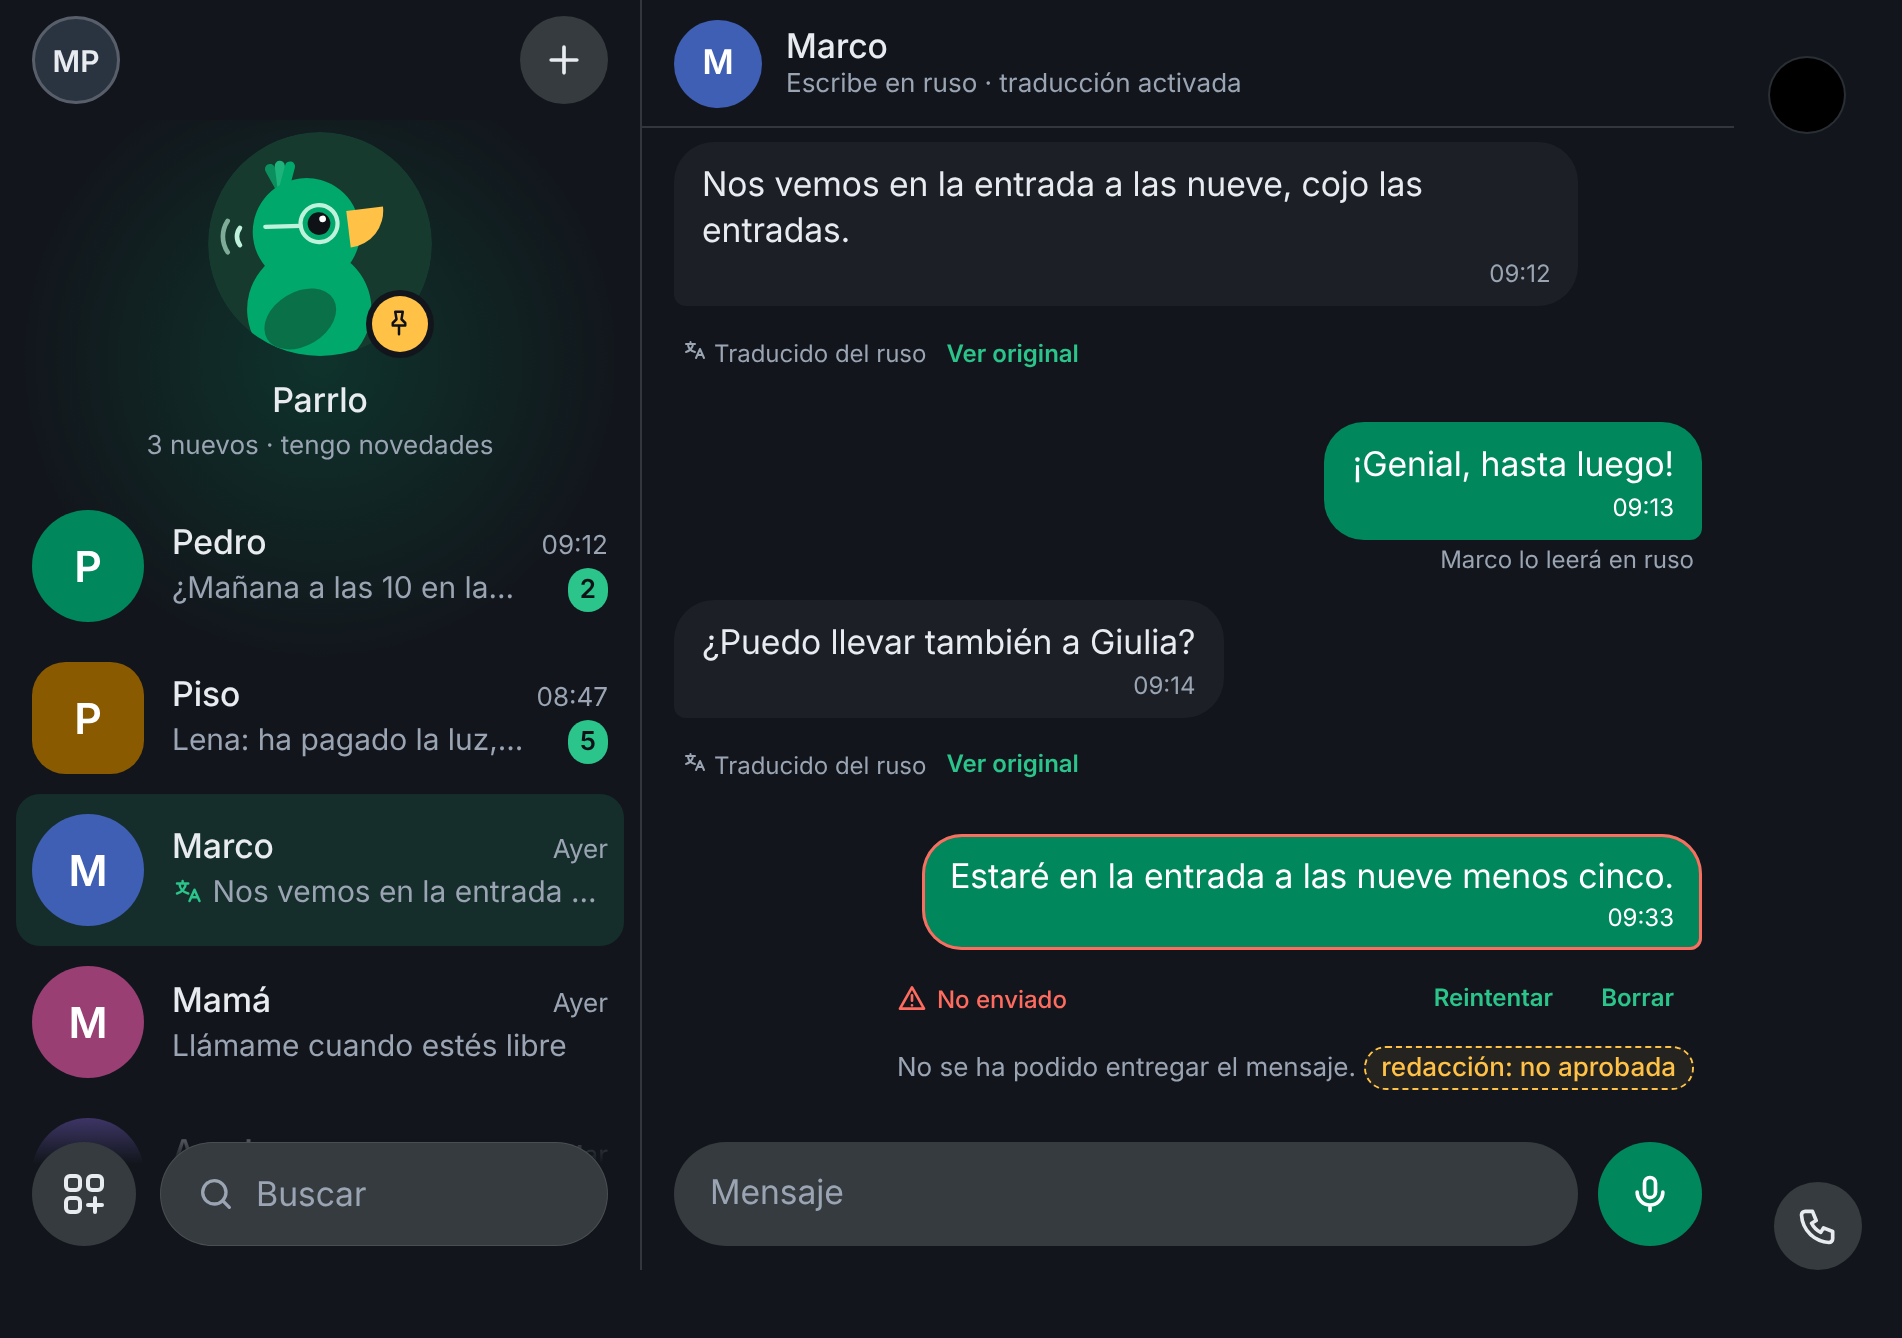 MP
Parrlo
3 nuevos · tengo novedades
P
Pedro
09:12
¿Mañana a las 10 en la...
2
P
Piso
08:47
Lena: ha pagado la luz,...
5
M
Marco
Ayer
Nos vemos en la entrada ...
M
Mamá
Ayer
Llámame cuando estés libre
Buscar
M
Marco
Escribe en ruso · traducción activada
Nos vemos en la entrada a las nueve, cojo las
entradas.
09:12
Traducido del ruso Ver original
¡Genial, hasta luego!
09:13
Marco lo leerá en ruso
¿Puedo llevar también a Giulia?
09:14
Traducido del ruso Ver original
Estaré en la entrada a las nueve menos cinco.
09:33
No enviado
Reintentar Borrar
No se ha podido entregar el mensaje. redacción: no aprobada
Mensaje